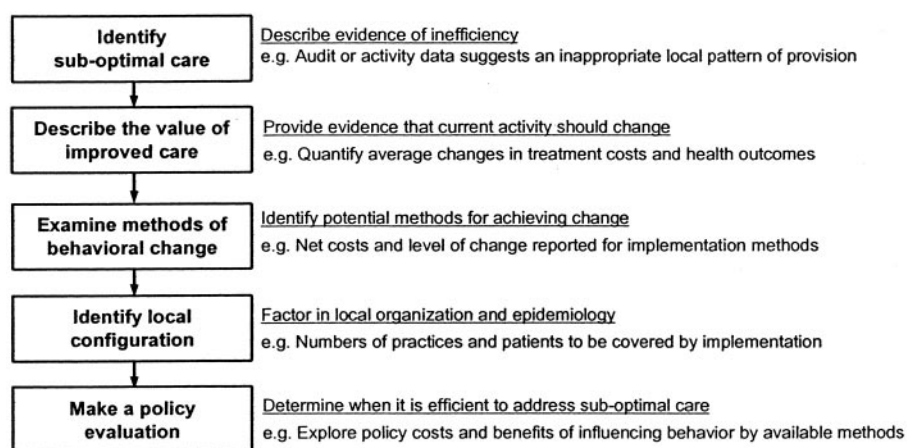 Identify
sub-optimal care
Describe evidence of inefficiency
e.g. Audit or activity data suggests an inappropriate local pattern of provision
Describe the value of
improved care
Provide evidence that current activity should change
e.g. Quantify average changes in treatment costs and health outcomes
Examine methods of
behavioral change
Identify potential methods for achieving change
e.g. Net costs and level of change reported for implementation methods
Identify local
configuration
Factor in local organization and epidemiology
e.g. Numbers of practices and patients to be covered by implementation
Make a policy
evaluation
Determine when it is efficient to address sub-optimal care
e.g. Explore policy costs and benefits of influencing behavior by available methods